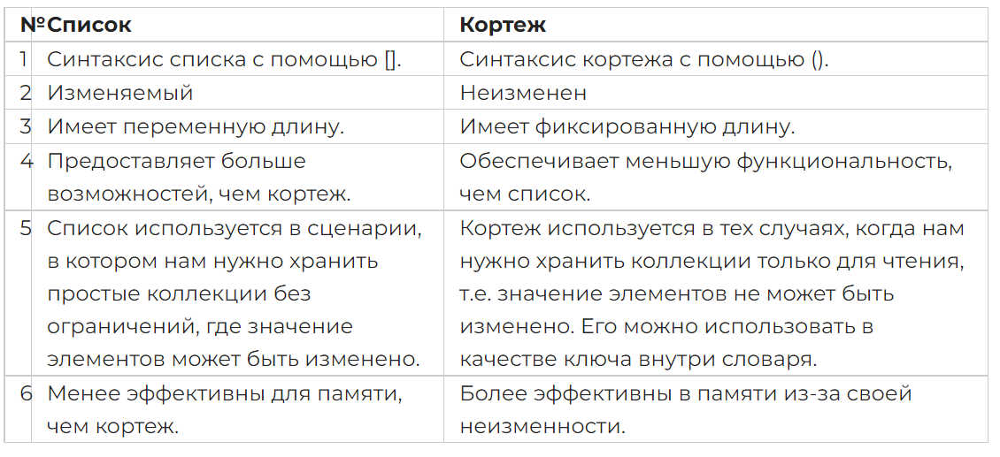 № Список Кортеж
1 Синтаксис списка с помощью []. Синтаксис кортежа с помощью ().
2 Изменяемый Неизменен
3 Имеет переменную длину. Имеет фиксированную длину.
4 Предоставляет больше
возможностей, чем кортеж.
Обеспечивает меньшую функциональность,
чем список.
5 Список используется в сценарии,
в котором нам нужно хранить
простые коллекции без
ограничений, где значение
элементов может быть изменено.
Кортеж используется в тех случаях, когда нам
нужно хранить коллекции только для чтения,
т.е. значение элементов не может быть
изменено. Его можно использовать в
качестве ключа внутри словаря.
6 Менее эффективны для памяти,
чем кортеж.
Более эффективны в памяти из-за своей
неизменности.